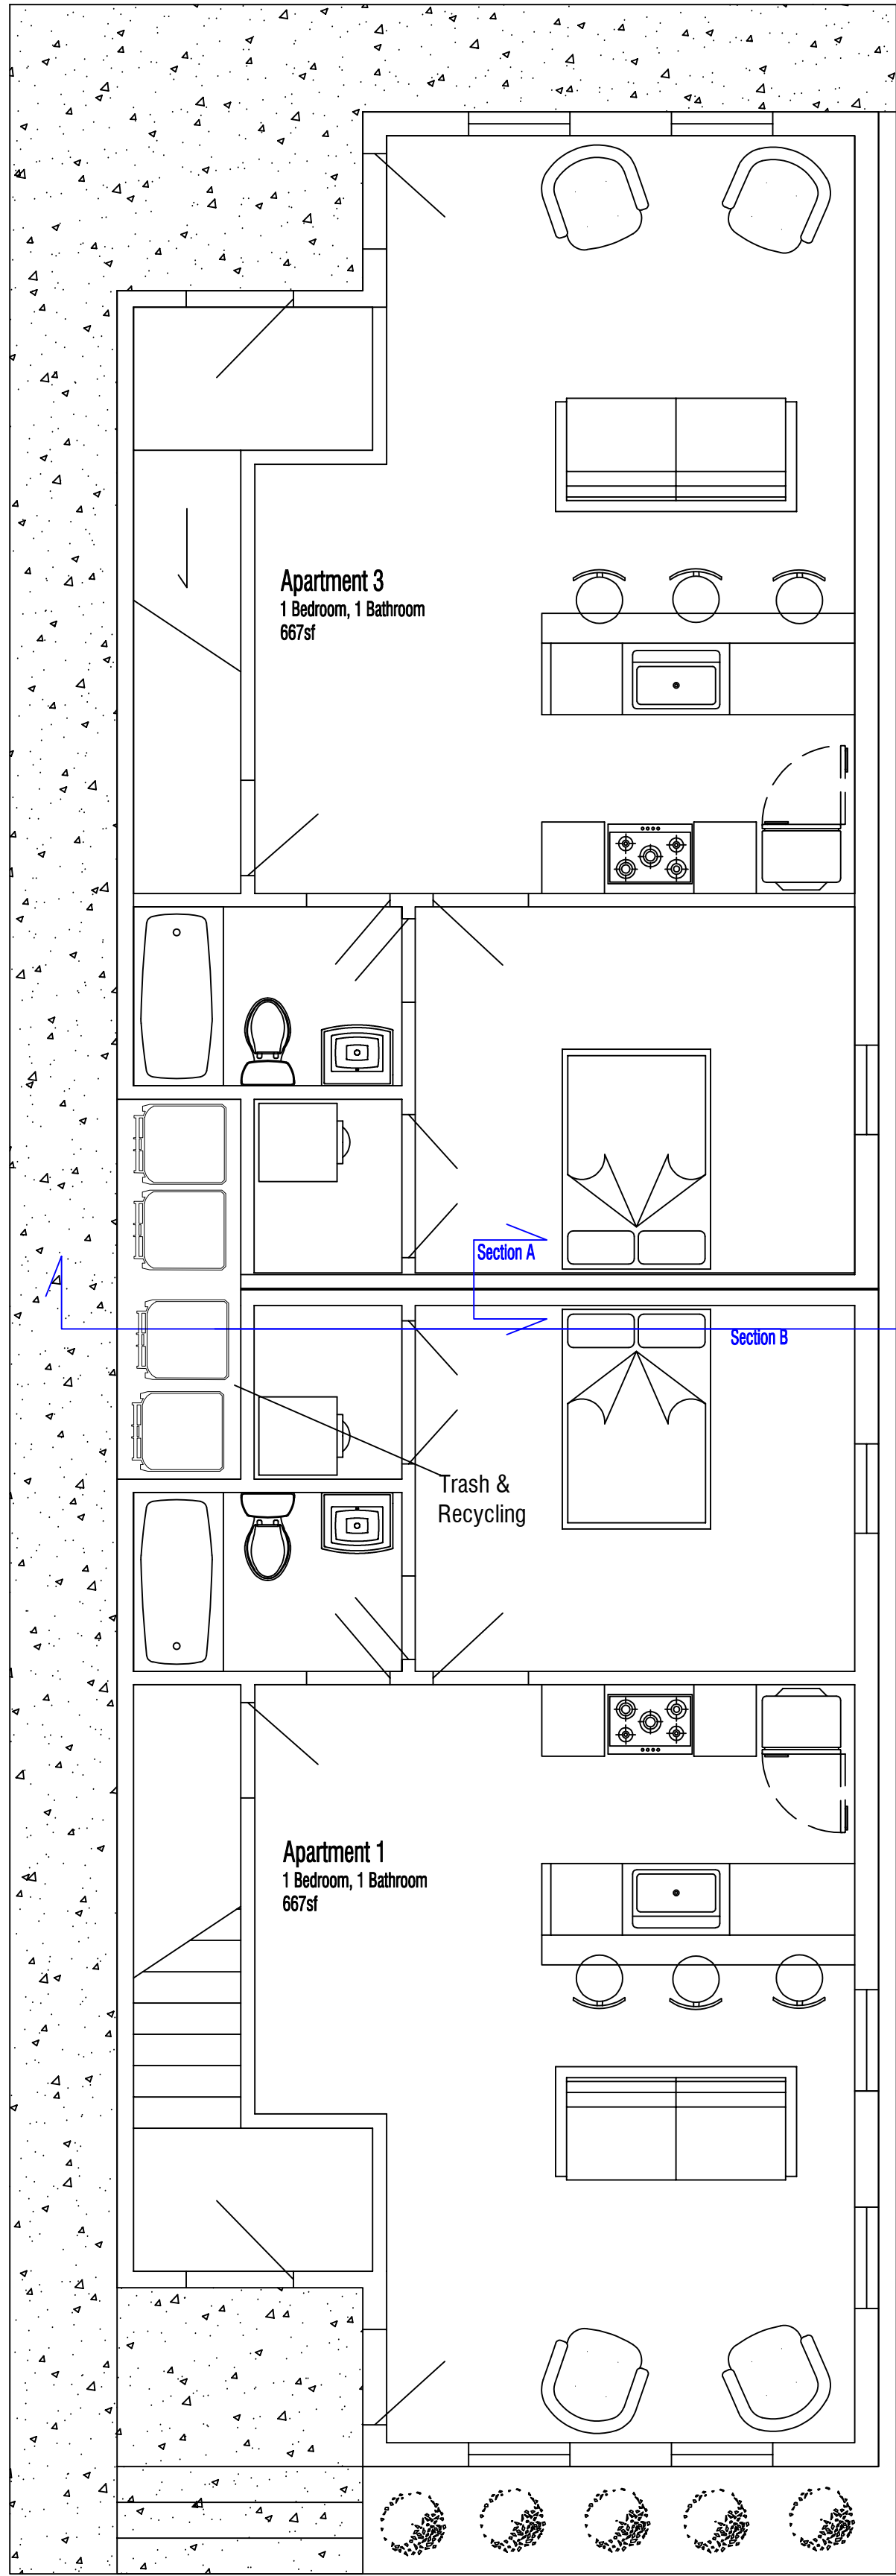 Apartment 3
1 Bedroom, 1 Bathroom
667sf
Section A
Section B
Trash &
Recycling
Apartment 1
1 Bedroom, 1 Bathroom
667sf